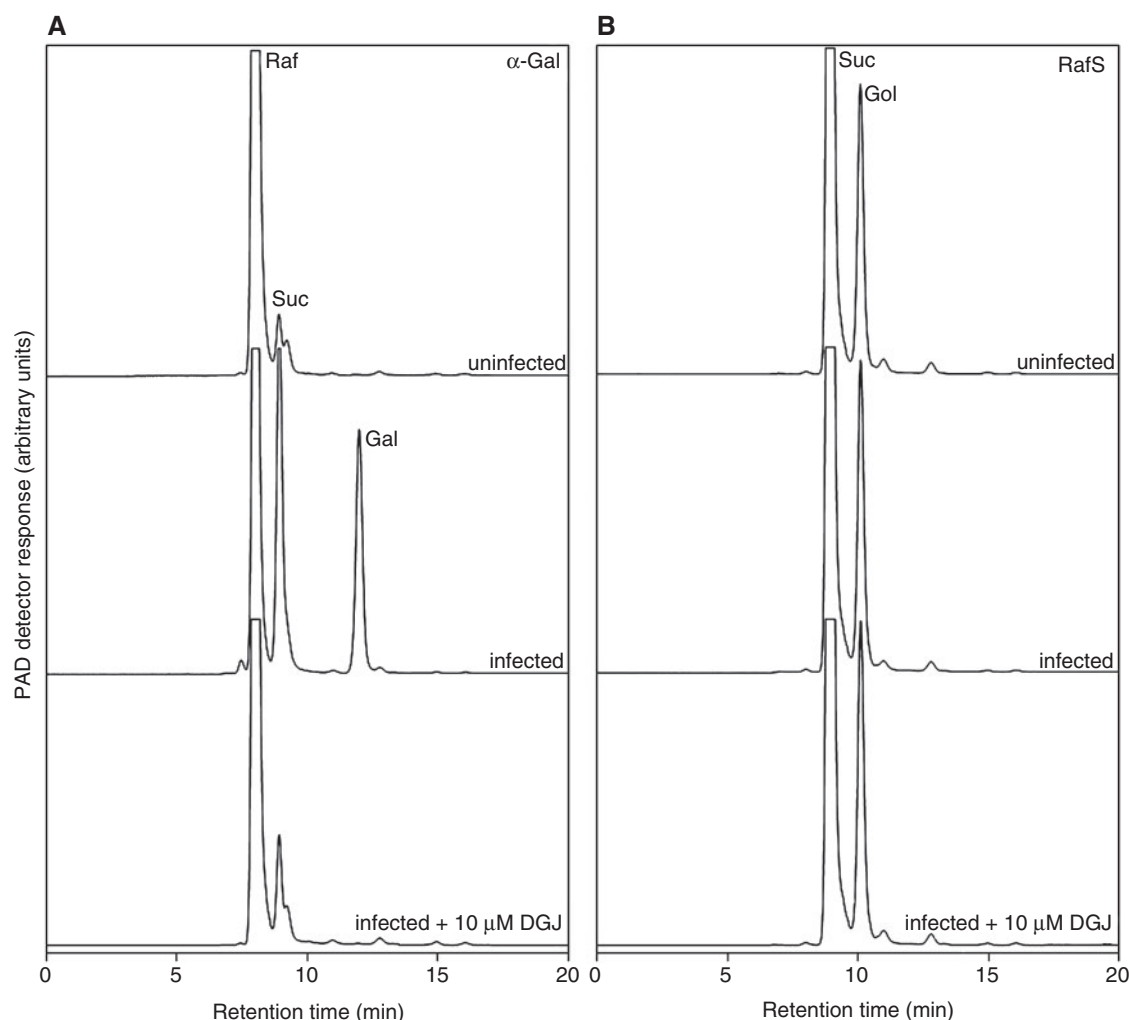 A
B
Raf
α-Gal
Suc
RafS
Gol
Suc
uninfected
uninfected
Gal
infected
infected
infected + 10 μM DGJ
infected + 10 μM DGJ
PAD detector response (arbitrary units)
0 5 10 15 20
0 5 10 15 20
Retention time (min)
Retention time (min)